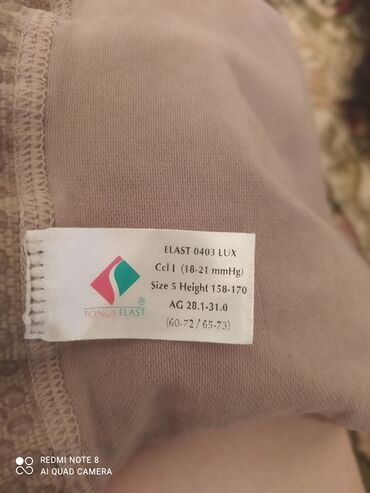 ELAST 0403 LUX
Ccl I (18-21 mmHg)
Size 5 Height 158-170
AG 28.1-31.0
(60-72 / 65-73)
®
TONUS ELAST
REDMI NOTE 8
AI QUAD CAMERA